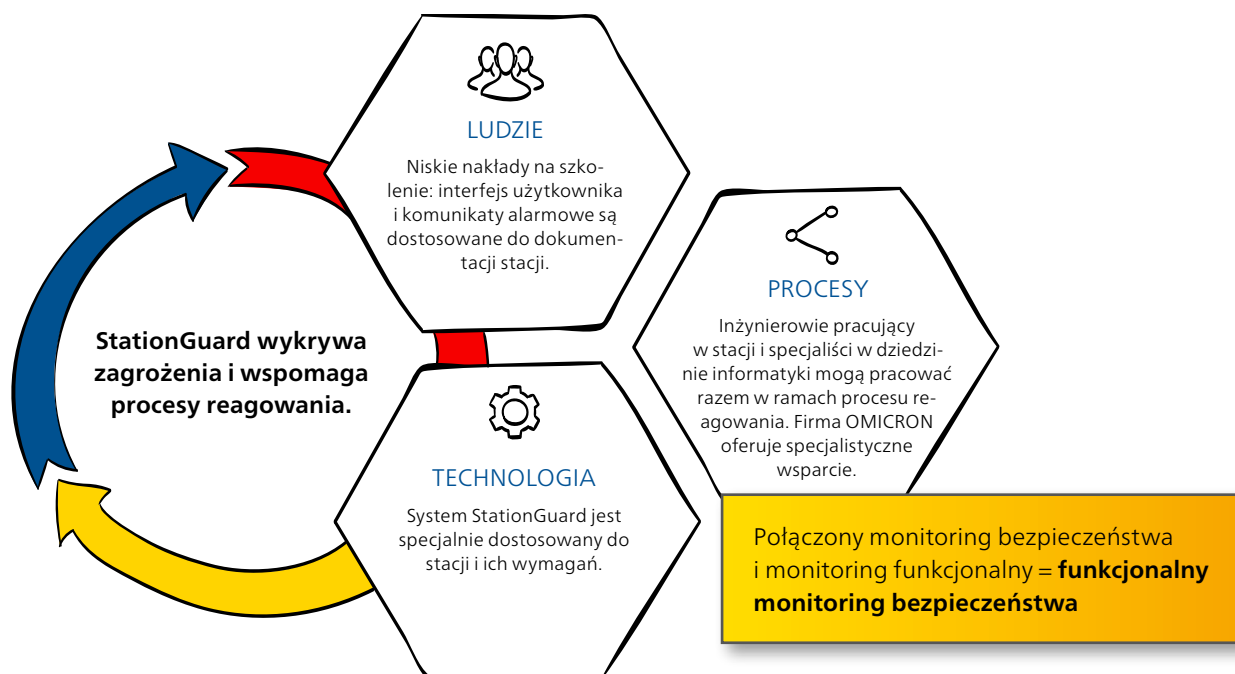 LUDZIE
Niskie nakłady na szko-
lenie: interfejs użytkownika
i komunikaty alarmowe są
dostosowane do dokumen-
tacji stacji.
PROCESY
Inżynierowie pracujący
w stacji i specjaliści w dziedzi-
nie informatyki mogą pracować
razem w ramach procesu re-
agowania. Firma OMICRON
oferuje specjalistyczne
wsparcie.
StationGuard wykrywa
zagrożenia i wspomaga
procesy reagowania.
TECHNOLOGIA
System StationGuard jest
specjalnie dostosowany do
stacji i ich wymagań.
Połączony monitoring bezpieczeństwa
i monitoring funkcjonalny = funkcjonalny
monitoring bezpieczeństwa